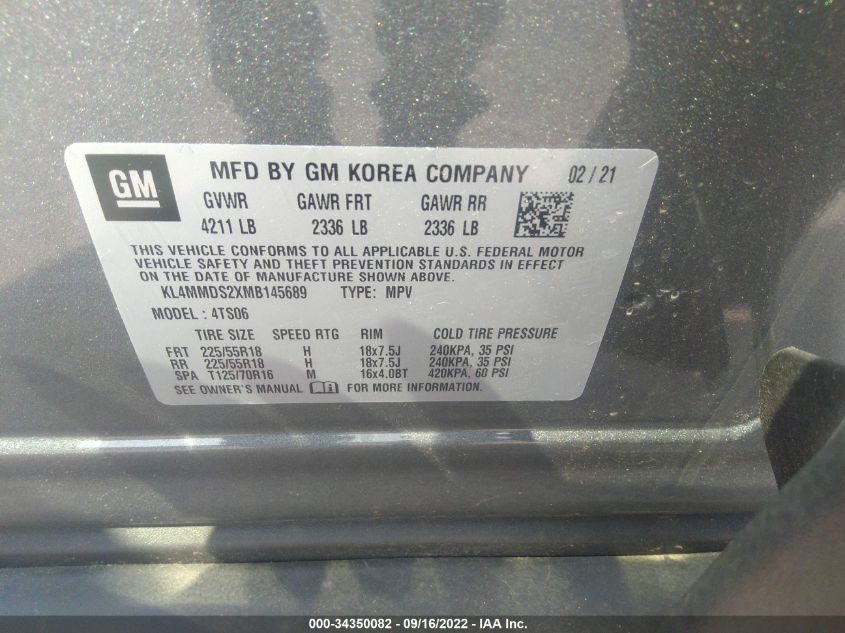 GM MFD BY GM KOREA COMPANY 02/21
GVWR GAWR FRT GAWR RR
4211 LB 2336 LB 2336 LB
THIS VEHICLE CONFORMS TO ALL APPLICABLE U.S. FEDERAL MOTOR
VEHICLE SAFETY AND THEFT PREVENTION STANDARDS IN EFFECT
ON THE DATE OF MANUFACTURE SHOWN ABOVE.
KL4MMDS2XMB145689 TYPE: MPV
MODEL: 4TS06
TIRE SIZE SPEED RTG RIM COLD TIRE PRESSURE
FRT 225/55R18 H 18x7.5J 240KPA, 35 PSI
RR 225/55R18 H 18x7.5J 240KPA, 35 PSI
SPA T125/70R16 M 16x4.08T 420KPA, 60 PSI
SEE OWNER'S MANUAL FOR MORE INFORMATION.
000-34350082 - 09/16/2022 - IAA Inc.